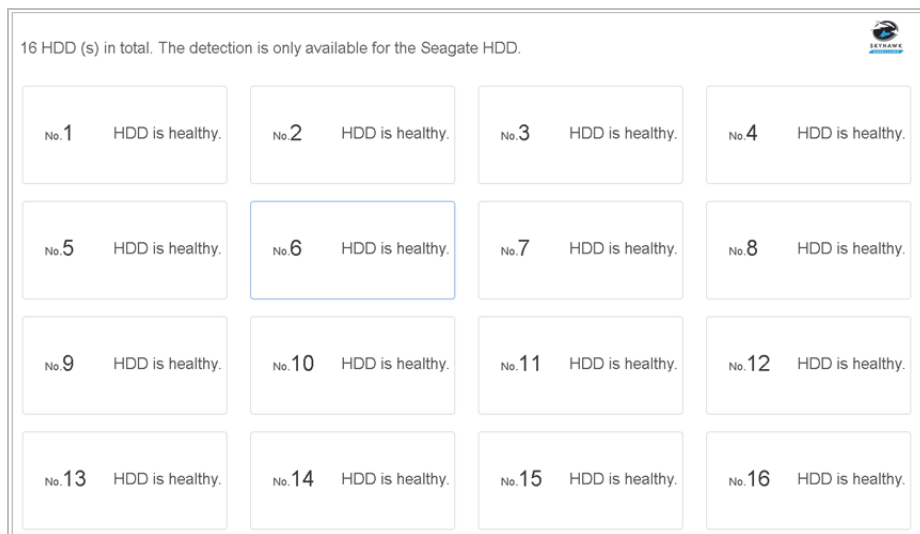 16 HDD (s) in total. The detection is only available for the Seagate HDD.
SKYHAWK
No.1 HDD is healthy.
No.2 HDD is healthy.
No.3 HDD is healthy.
No.4 HDD is healthy.
No.5 HDD is healthy.
No.6 HDD is healthy.
No.7 HDD is healthy.
No.8 HDD is healthy.
No.9 HDD is healthy.
No.10 HDD is healthy.
No.11 HDD is healthy.
No.12 HDD is healthy.
No.13 HDD is healthy.
No.14 HDD is healthy.
No.15 HDD is healthy.
No.16 HDD is healthy.